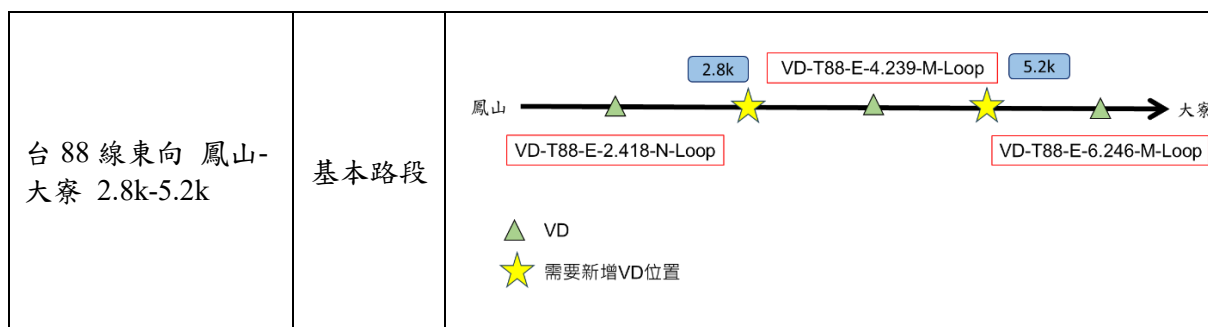 台 88 線東向 鳳山-
大寮 2.8k-5.2k
基本路段
2.8k
VD-T88-E-4.239-M-Loop
5.2k
鳳山
大寮
VD-T88-E-2.418-N-Loop
VD-T88-E-6.246-M-Loop
VD
需要新增VD位置